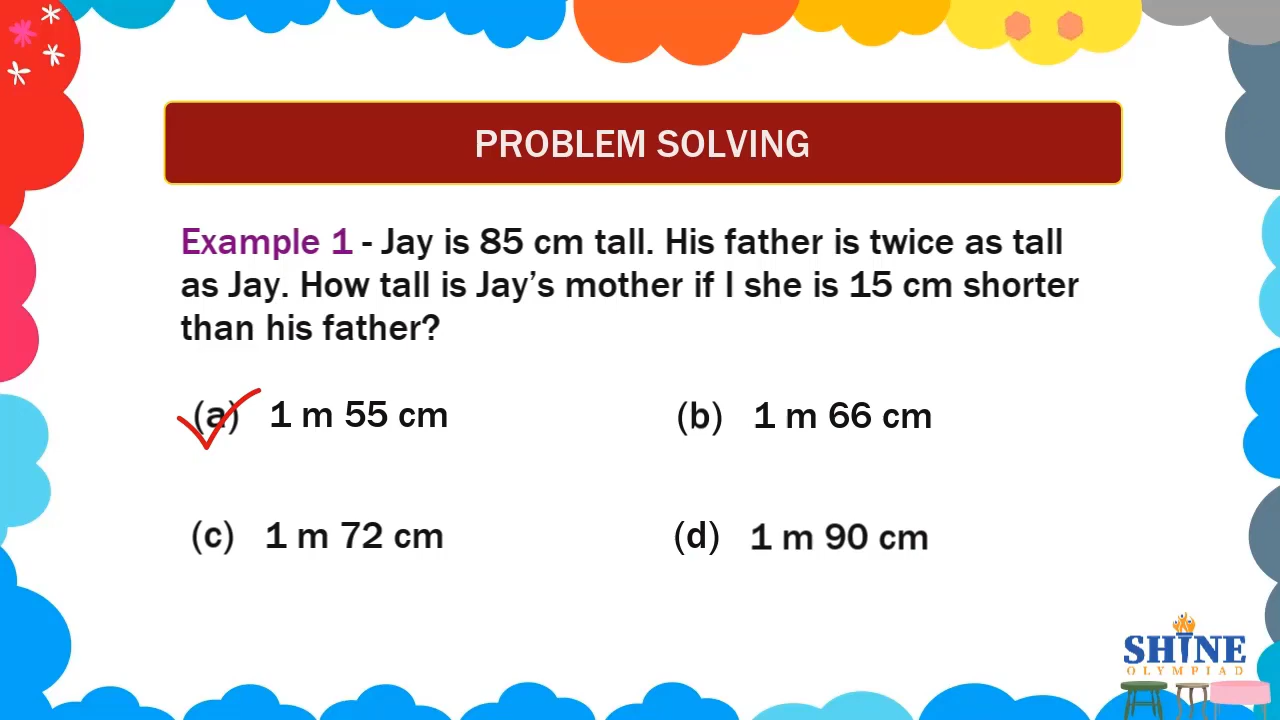 PROBLEM SOLVING
Example 1 - Jay is 85 cm tall. His father is twice as tall
as Jay. How tall is Jay’s mother if I she is 15 cm shorter
than his father?
(a) 1 m 55 cm
(b) 1 m 66 cm
(c) 1 m 72 cm
(d) 1 m 90 cm
SHINE
OLYMPIAD